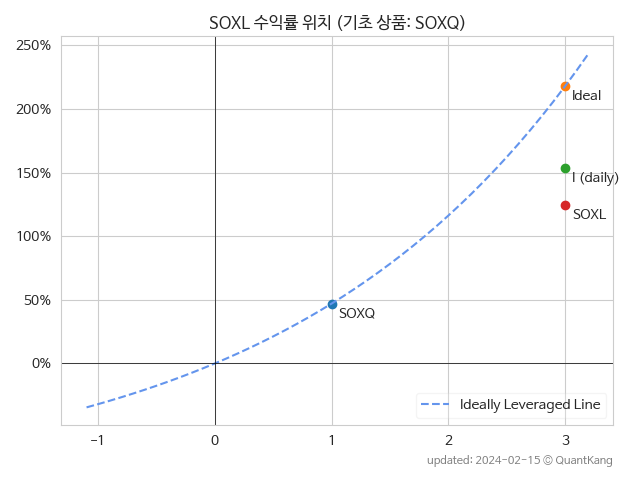 SOXL 수익률 위치 (기초 상품: SOXQ)
250%
200%
150%
100%
50%
0%
Ideal
I (daily)
SOXL
SOXQ
Ideally Leveraged Line
−1 0 1 2 3
updated: 2024-02-15 © QuantKang